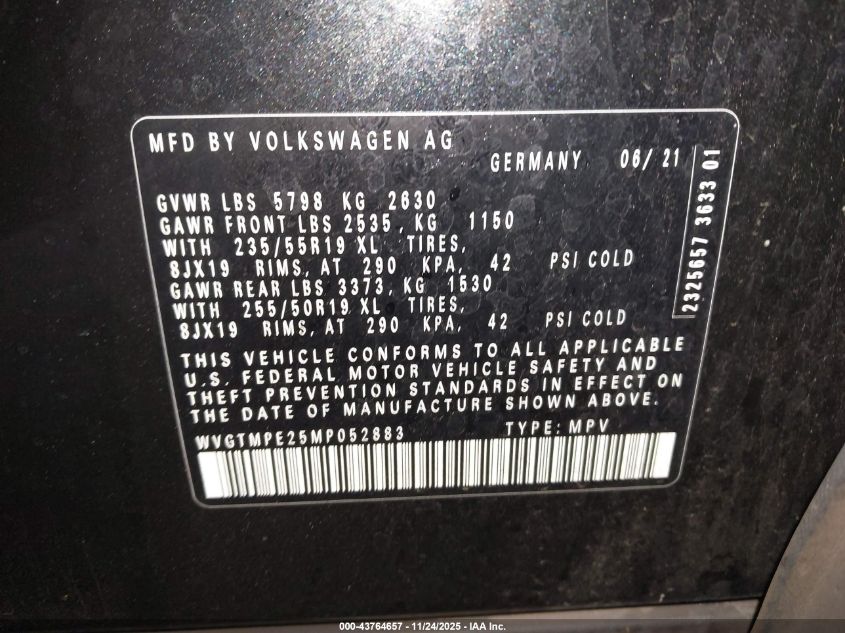 MFD BY VOLKSWAGEN AG
GERMANY 06/ 21
GVWR LBS 5798 KG 2630
GAWR FRONT LBS 2535, KG 1150
WITH 235/55R19 XL TIRES,
8JX19 RIMS, AT 290 KPA, 42 PSI COLD
GAWR REAR LBS 3373, KG 1530
WITH 255/50R19 XL TIRES,
8JX19 RIMS, AT 290 KPA, 42 PSI COLD
THIS VEHICLE CONFORMS TO ALL APPLICABLE
U.S. FEDERAL MOTOR VEHICLE SAFETY AND
THEFT PREVENTION STANDARDS IN EFFECT ON
THE DATE OF MANUFACTURE SHOWN ABOVE.
WVGTMPE25MP052883 TYPE: MPV
2325657 3633 01
000-43764657 - 11/24/2025 - IAA Inc.